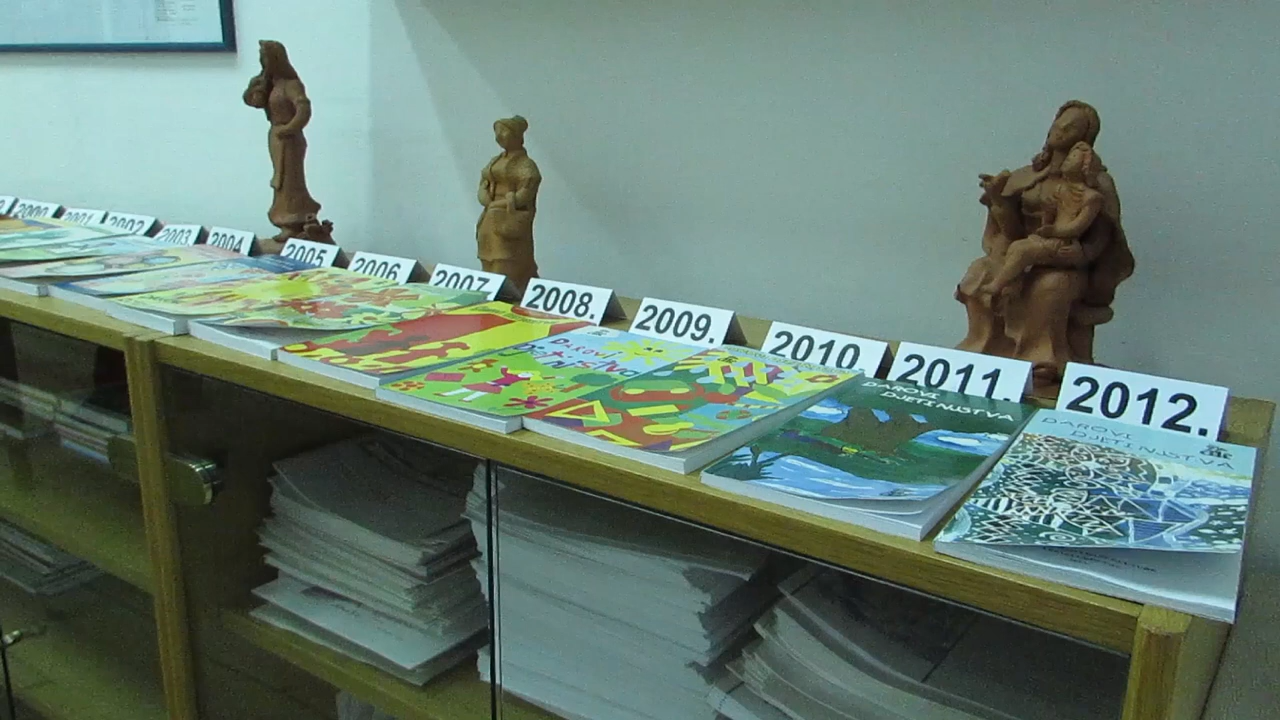 2000
2001
2002
2003
2004
2005
2006
2007
2008.
2009.
2010
2011.
2012.
DAROVI
Djetinjstva
DAROVI
DJETINJSTVA
DAROVI
DJETINJSTVA